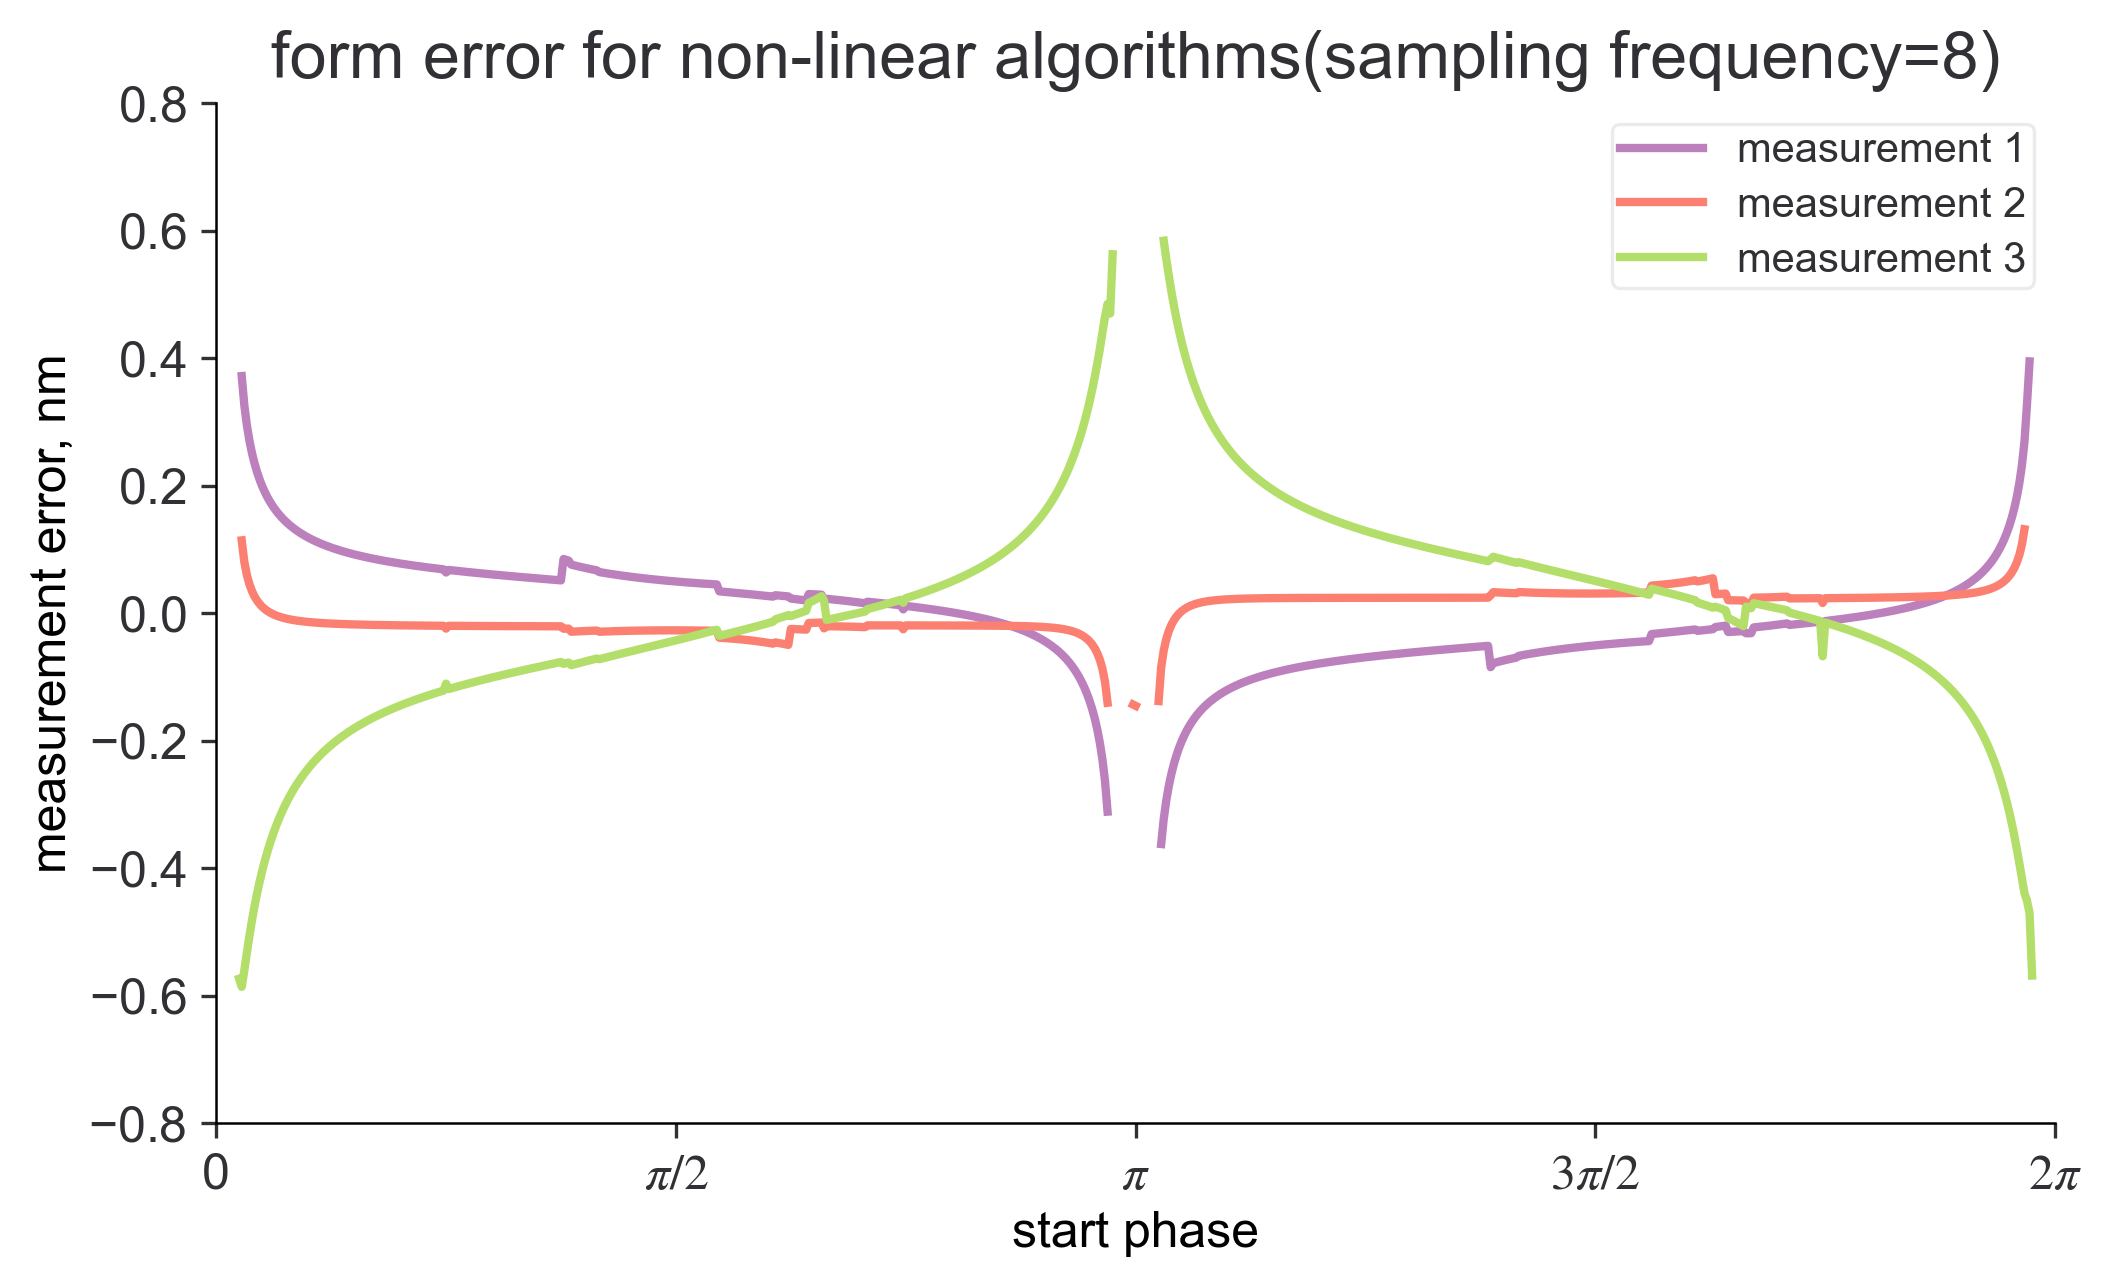 form error for non-linear algorithms(sampling frequency=8)
measurement error, nm
0.8
0.6
0.4
0.2
0.0
−0.2
−0.4
−0.6
−0.8
measurement 1
measurement 2
measurement 3
0 π/2 π 3π/2 2π
start phase